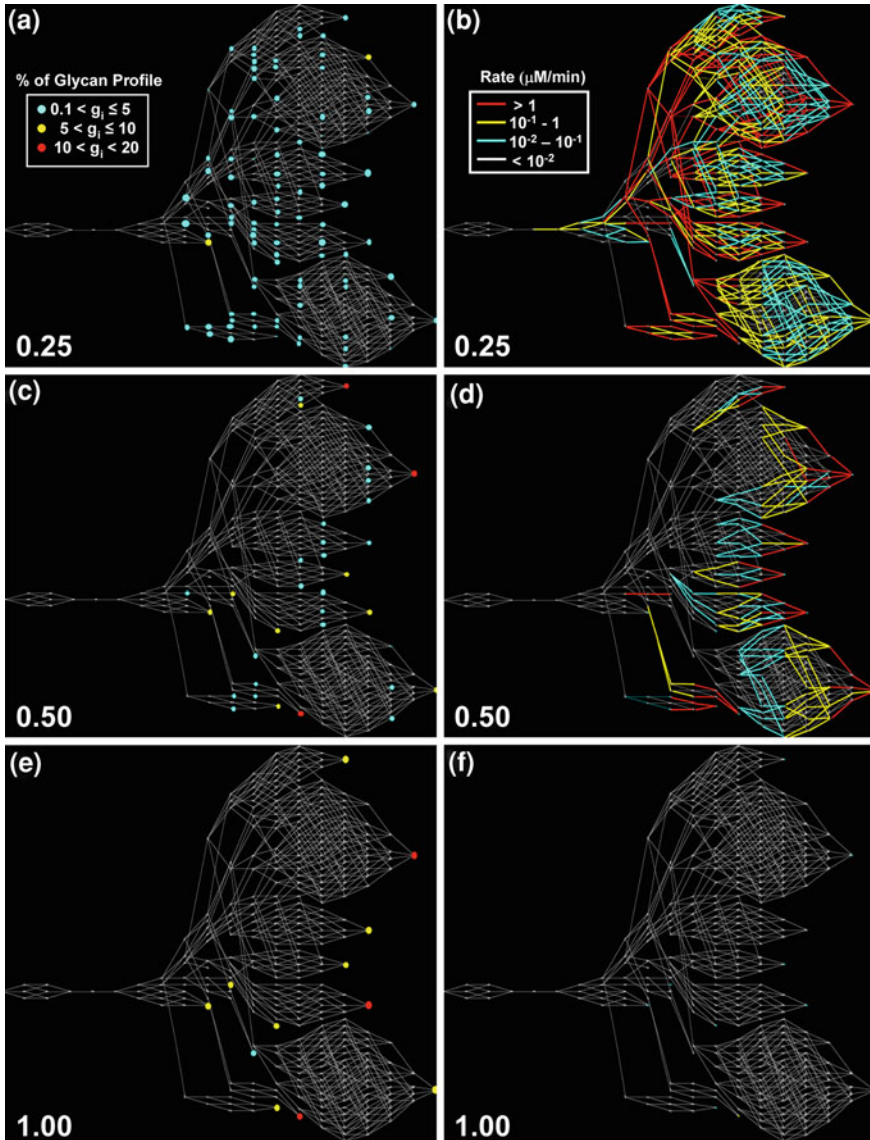 (a)
% of Glycan Profile
0.1 < gᵢ ≤ 5
5 < gᵢ ≤ 10
10 < gᵢ < 20
0.25
(b)
Rate (μM/min)
> 1
10⁻¹ - 1
10⁻² – 10⁻¹
< 10⁻²
0.25
(c)
0.50
(d)
0.50
(e)
1.00
(f)
1.00